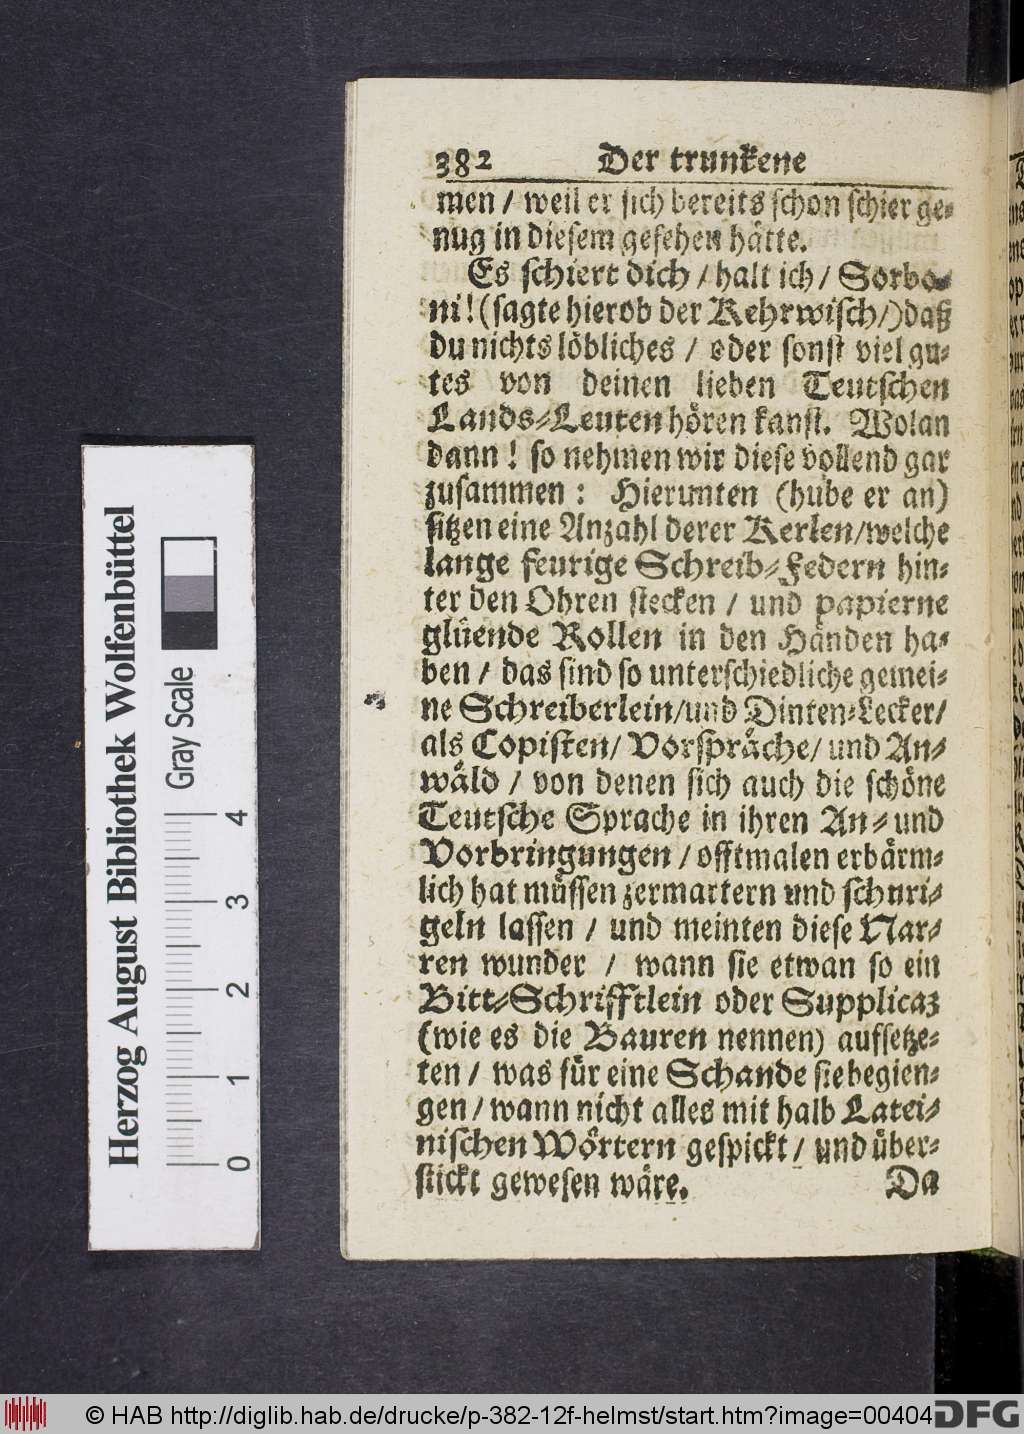 382 Der trunkene
men / weil er sich bereits schon schier ge-
nug in diesem gesehen hätte.
Es schiert dich / halt ich / Sorbo-
ni! (sagte hierob der Kehrwisch/) daß
du nichts löbliches / oder sonst viel gu-
tes von deinen lieben Teutschen
Lands-Leuten hören kanst. Wolan
dann! so nehmen wir diese vollend gar
zusammen: Hierunten (hube er an)
sitzen eine Anzahl derer Kerlen/welche
lange feurige Schreib-Federn hin-
ter den Ohren stecken / und papierne
glüende Rollen in den Händen ha-
ben / das sind so unterschiedliche gemei-
ne Schreiberlein/und Dinten-Lecker/
als Copisten/ Vorspräche/ und An-
wäld / von denen sich auch die schöne
Teutsche Sprache in ihren An- und
Vorbringungen / offtmalen erbärm-
lich hat müssen zermartern und schuri-
geln lassen / und meinten diese Nar-
ren wunder / wann sie etwan so ein
Bitt-Schrifftlein oder Supplicaz
(wie es die Bauren nennen) aufsetze-
ten / was für eine Schande sie begien-
gen / wann nicht alles mit halb Latei-
nischen Wörtern gespickt / und über-
stickt gewesen wäre. Da
Herzog August Bibliothek Wolfenbüttel
Gray Scale
0 1 2 3 4
© HAB http://diglib.hab.de/drucke/p-382-12f-helmst/start.htm?image=00404
DFG